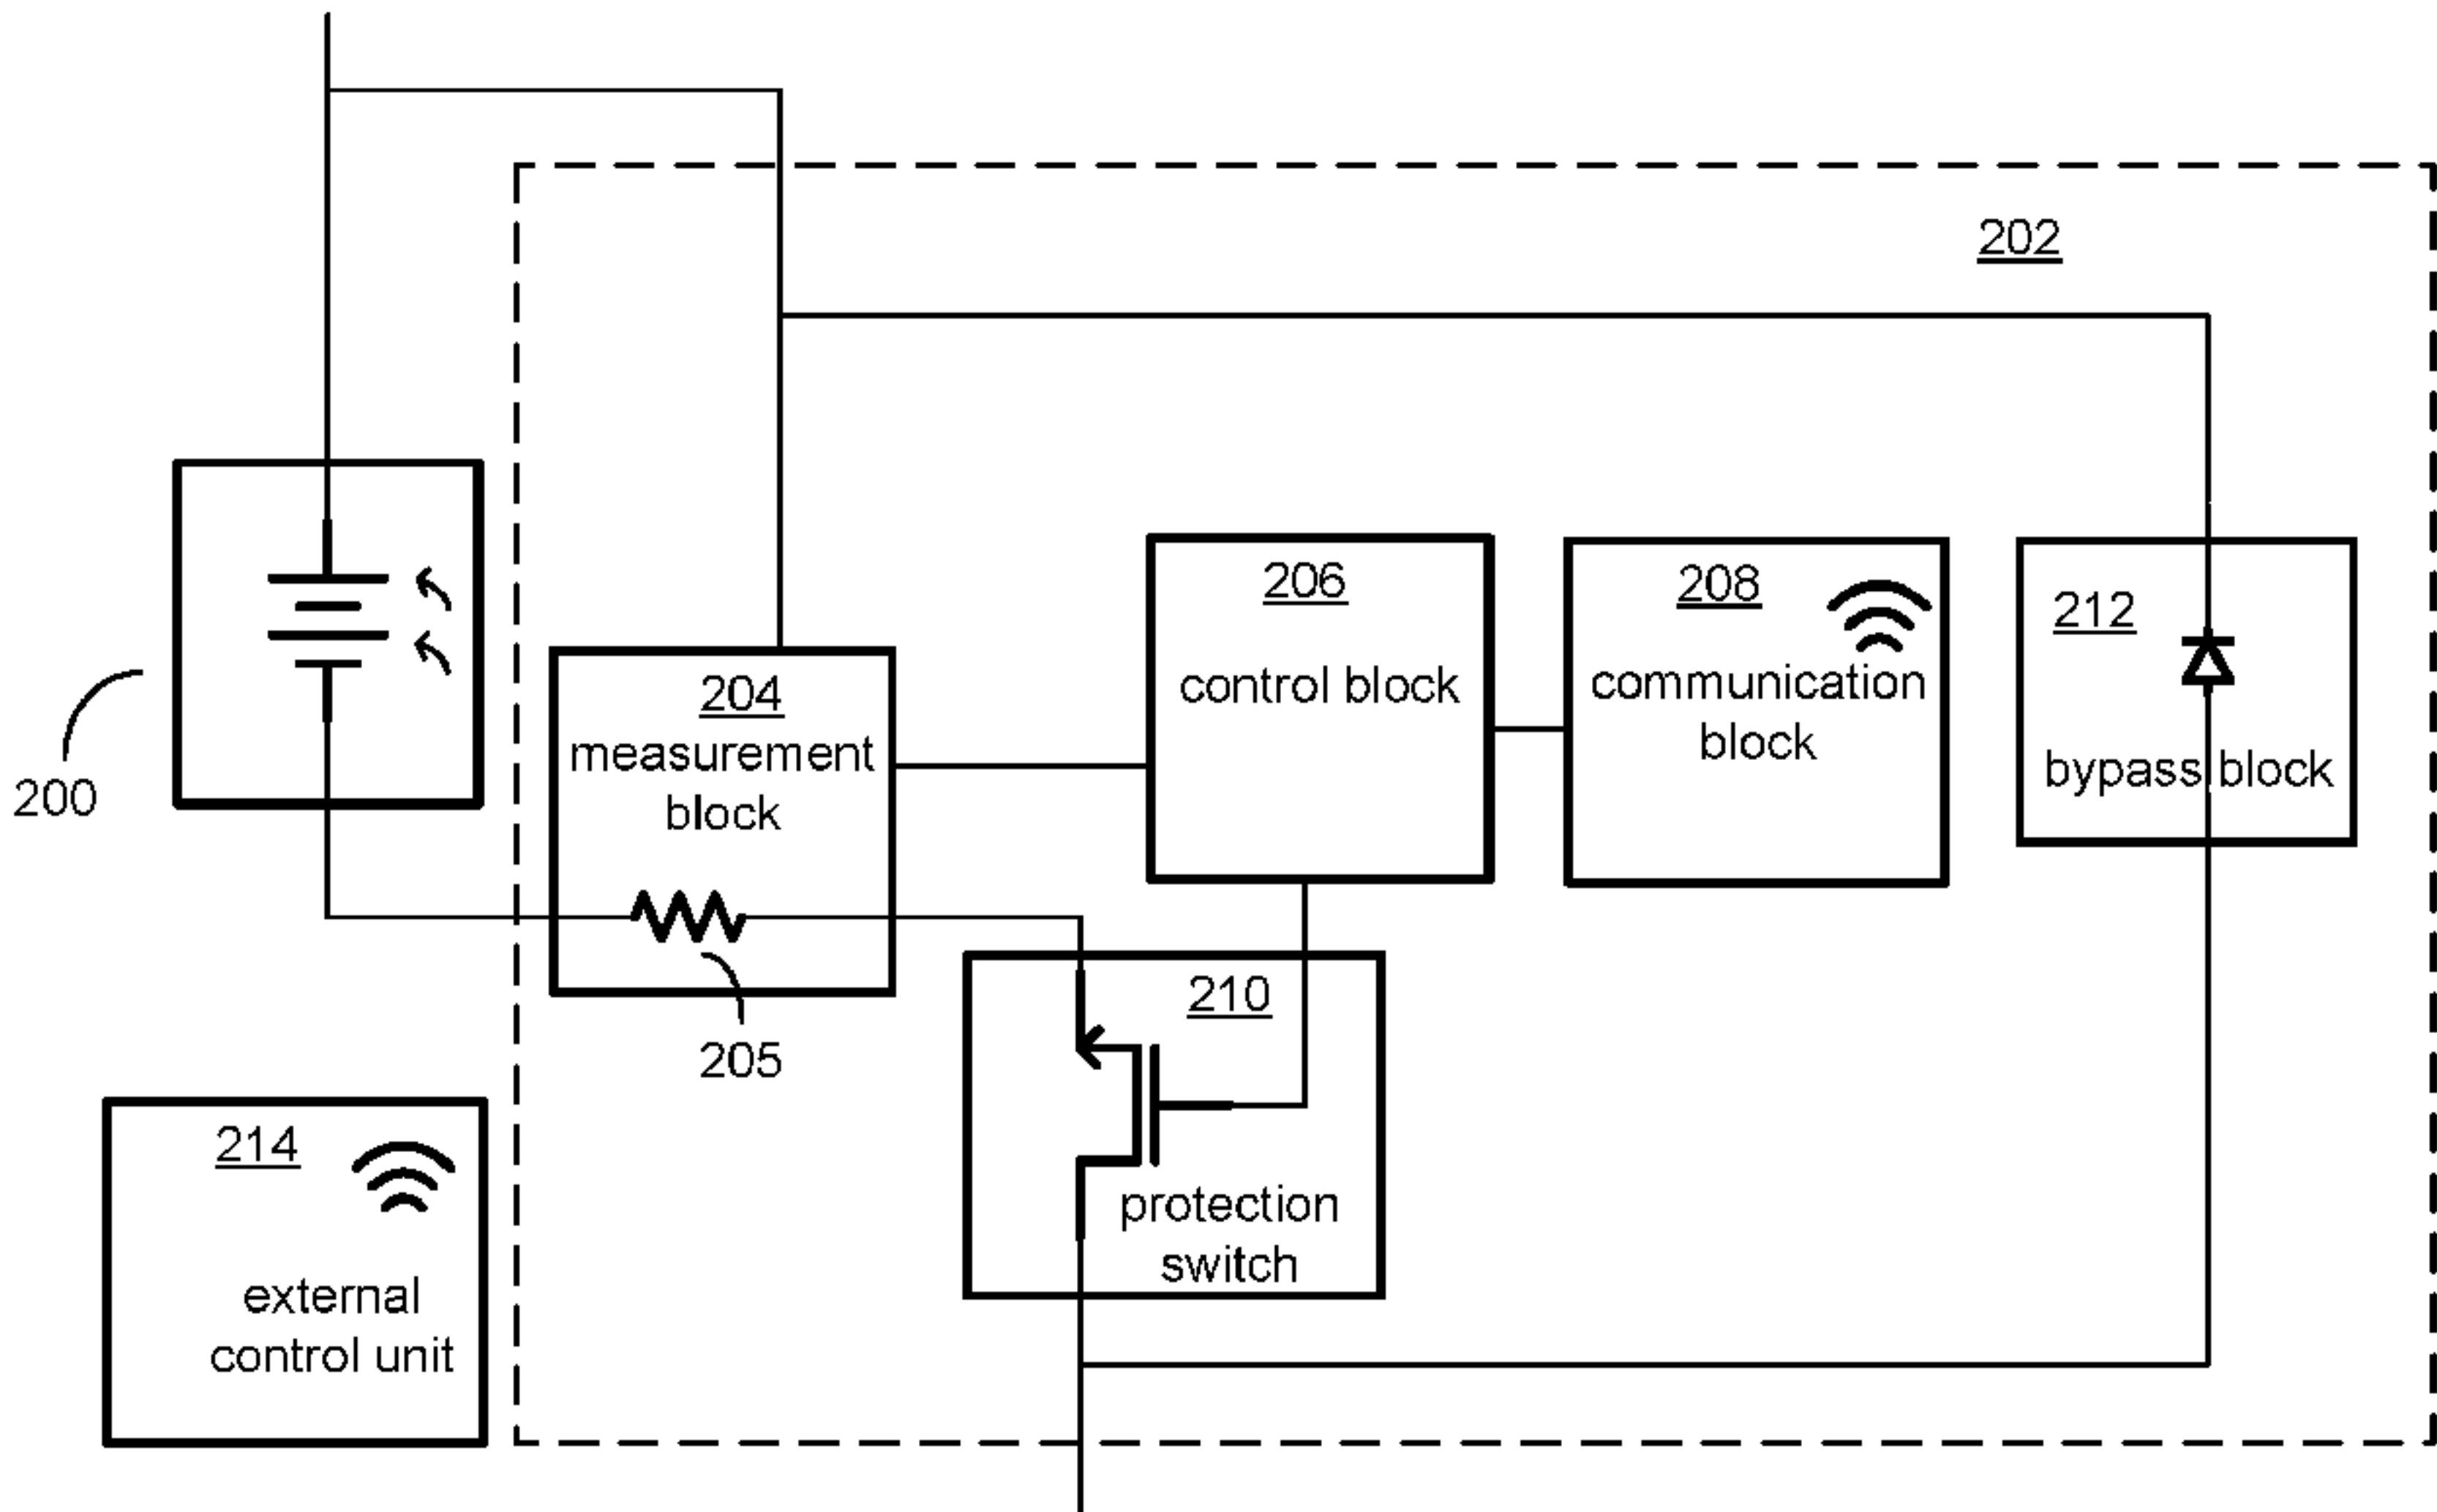 202
200
204
measurement
block
205
206
control block
208
communication
block
212
bypass block
210
protection
switch
214
external
control unit